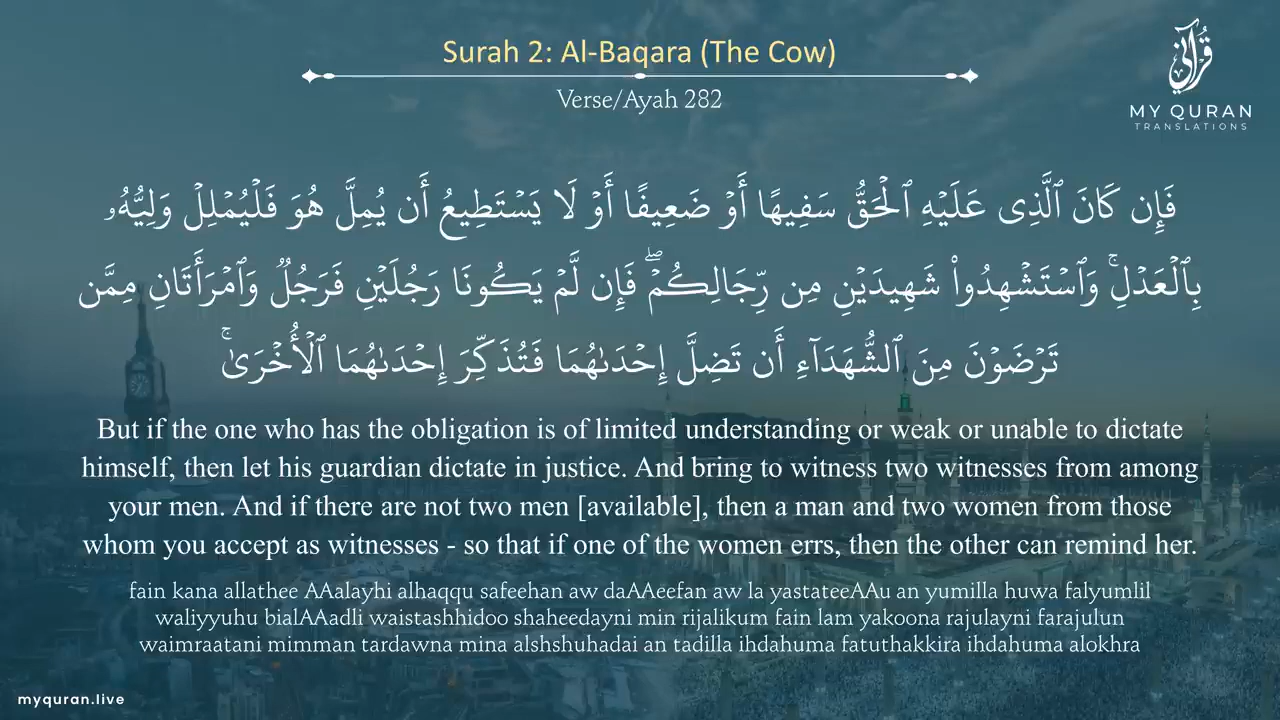 Surah 2: Al-Baqara (The Cow)
Verse/Ayah 282
قرآني
MY QURAN
TRANSLATIONS
فَإِن كَانَ ٱلَّذِى عَلَيْهِ ٱلْحَقُّ سَفِيهًا أَوْ ضَعِيفًا أَوْ لَا يَسْتَطِيعُ أَن يُمِلَّ هُوَ فَلْيُمْلِلْ وَلِيُّهُۥ
بِٱلْعَدْلِ ۚ وَٱسْتَشْهِدُوا۟ شَهِيدَيْنِ مِن رِّجَالِكُمْ ۖ فَإِن لَّمْ يَكُونَا رَجُلَيْنِ فَرَجُلٌ وَٱمْرَأَتَانِ مِمَّن
تَرْضَوْنَ مِنَ ٱلشُّهَدَآءِ أَن تَضِلَّ إِحْدَىٰهُمَا فَتُذَكِّرَ إِحْدَىٰهُمَا ٱلْأُخْرَىٰ ۚ
But if the one who has the obligation is of limited understanding or weak or unable to dictate
himself, then let his guardian dictate in justice. And bring to witness two witnesses from among
your men. And if there are not two men [available], then a man and two women from those
whom you accept as witnesses - so that if one of the women errs, then the other can remind her.
fain kana allathee AAalayhi alhaqqu safeehan aw daAAeefan aw la yastateeAAu an yumilla huwa falyumlil
waliyyuhu bialAAadli waistashhidoo shaheedayni min rijalikum fain lam yakoona rajulayni farajulun
waimraatani mimman tardawna mina alshshuhadai an tadilla ihdahuma fatuthakkira ihdahuma alokhra
myquran.live